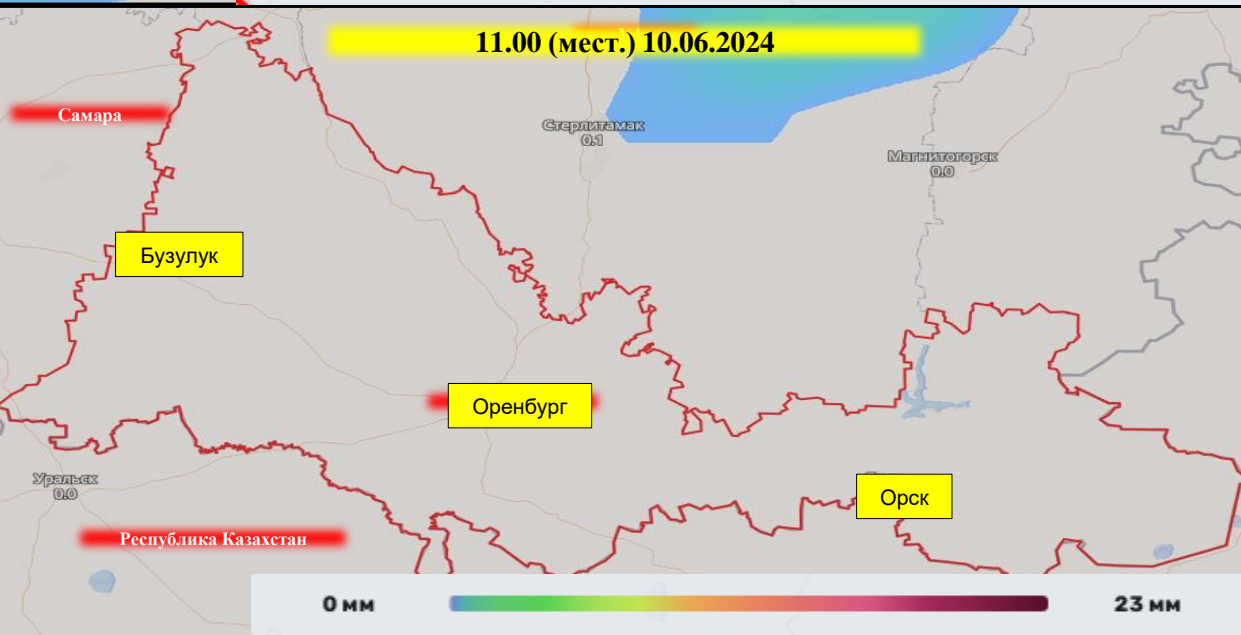 11.00 (мест.) 10.06.2024
Самара
Стерлитамак
0.1
Магнитогорск
0.0
Бузулук
Оренбург
Уральск
0.0
Орск
Республика Казахстан
0 мм
23 мм